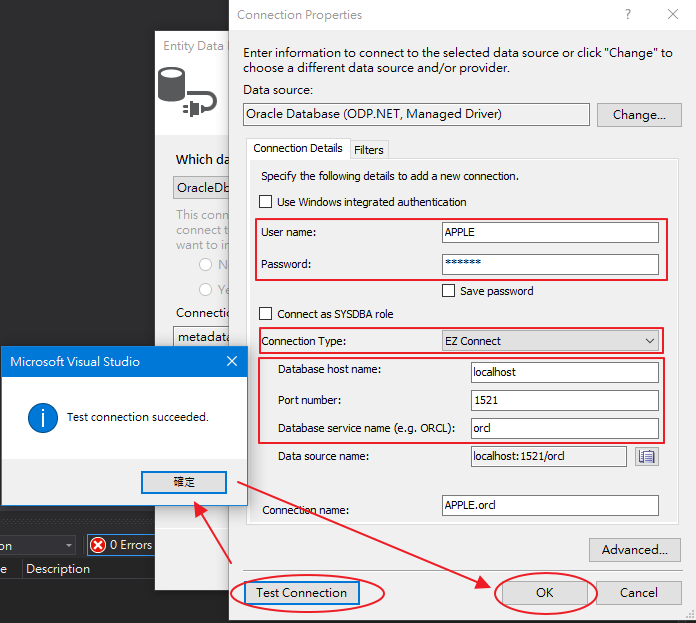 Connection Properties
Entity Data
Enter information to connect to the selected data source or click "Change" to
choose a different data source and/or provider.
Data source:
Oracle Database (ODP.NET, Managed Driver)
Change...
Connection Details
Filters
Specify the following details to add a new connection.
Use Windows integrated authentication
User name:
APPLE
Password:
******
Save password
Connect as SYSDBA role
Connection Type:
EZ Connect
Database host name:
localhost
Port number:
1521
Database service name (e.g. ORCL):
orcl
Data source name:
localhost:1521/orcl
Connection name:
APPLE.orcl
Advanced...
Test Connection
OK
Cancel
Which da
OracleDb
This conn
connect t
want to in
N
Ye
Connectio
metadata
Microsoft Visual Studio
Test connection succeeded.
確定
on
0 Errors
e
Description